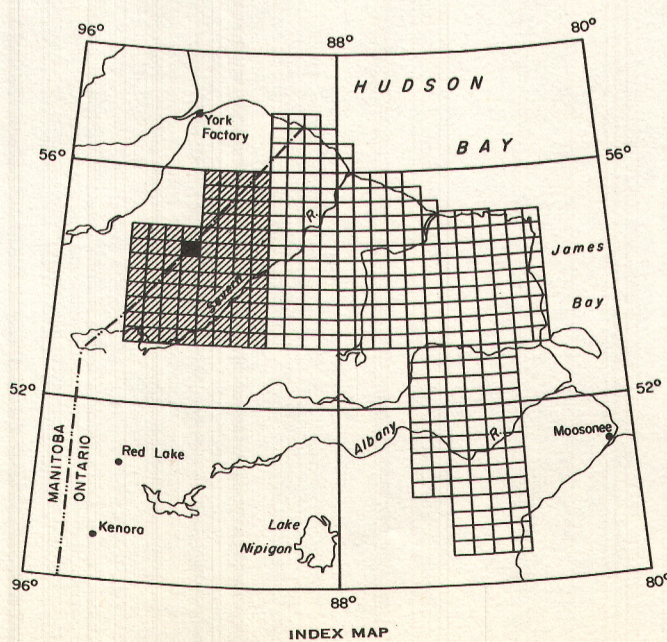 96°
88°
80°
HUDSON
BAY
York
Factory
56°
56°
R.
Severn
James
Bay
52°
52°
MANITOBA
ONTARIO
Red Lake
Albany
R.
Moosonee
Kenora
Lake
Nipigon
96°
88°
80°
INDEX MAP